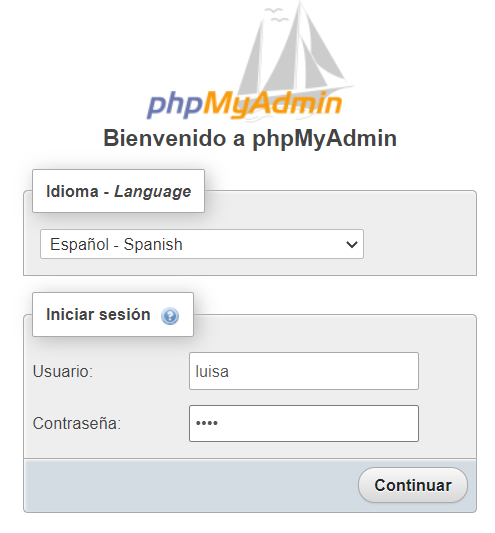 phpMyAdmin
Bienvenido a phpMyAdmin
Idioma - Language
Español - Spanish
Iniciar sesión ?
Usuario: luisa
Contraseña: ••••
Continuar